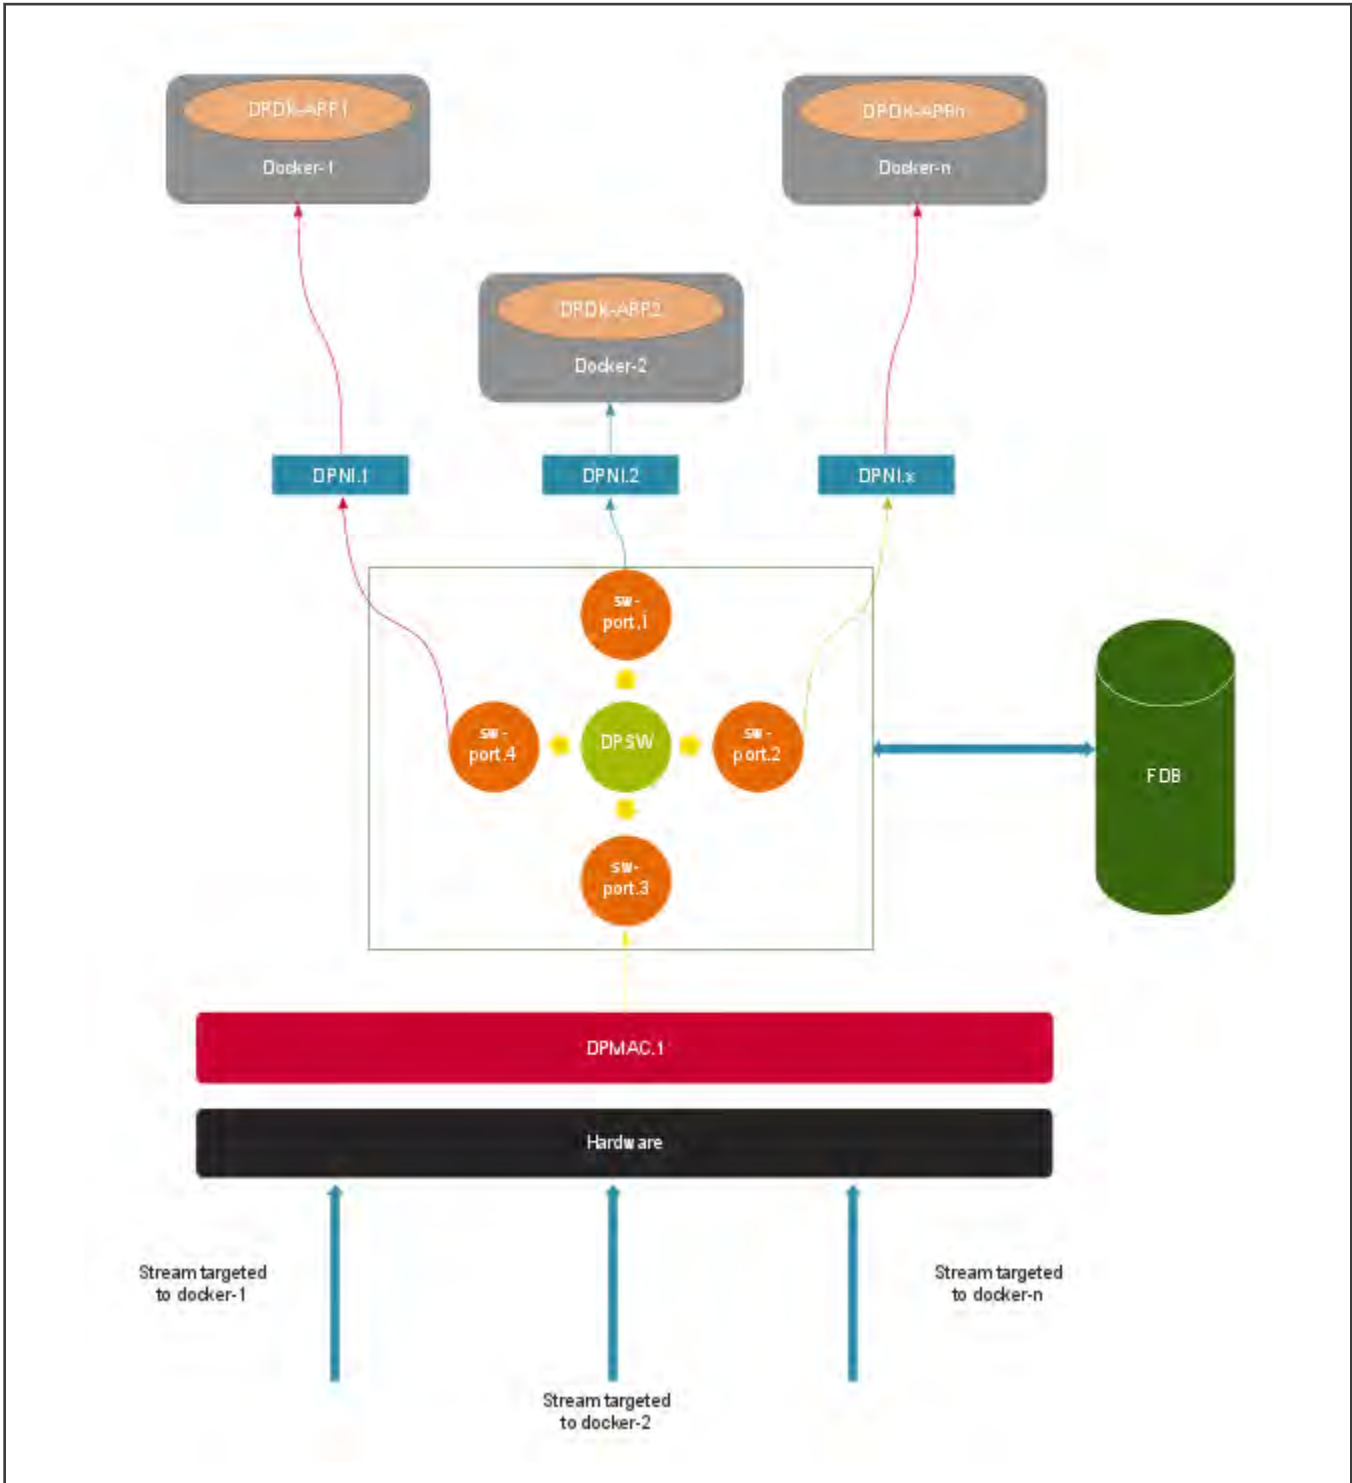 DPDK-APP1
Docker-1
DPDK-APPn
Docker-n
DPDK-APP2
Docker-2
DPNI.1
DPNI.2
DPNI.x
sw-
port.1
sw-
port.4
DPSW
sw-
port.2
FDB
sw-
port.3
DPMAC.1
Hardware
Stream targeted
to docker-1
Stream targeted
to docker-n
Stream targeted
to docker-2